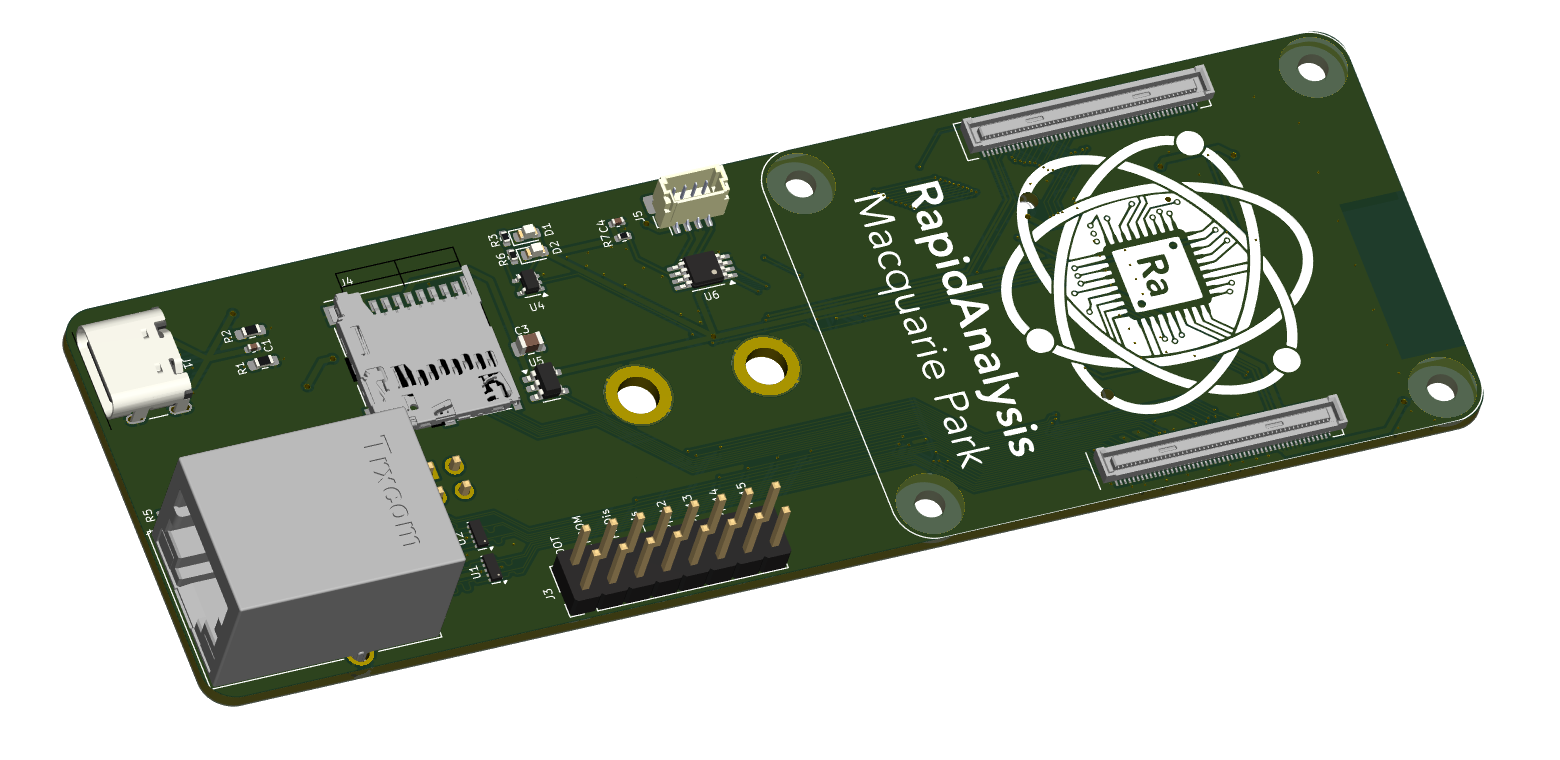 RapidAnalysis
Macquarie Park
Ra
J5
C4
R7
D1
D2
R3
R6
U4
U6
J4
C3
U5
R2
C1
R1
J1
Trxcom
R5
U2
U1
J3